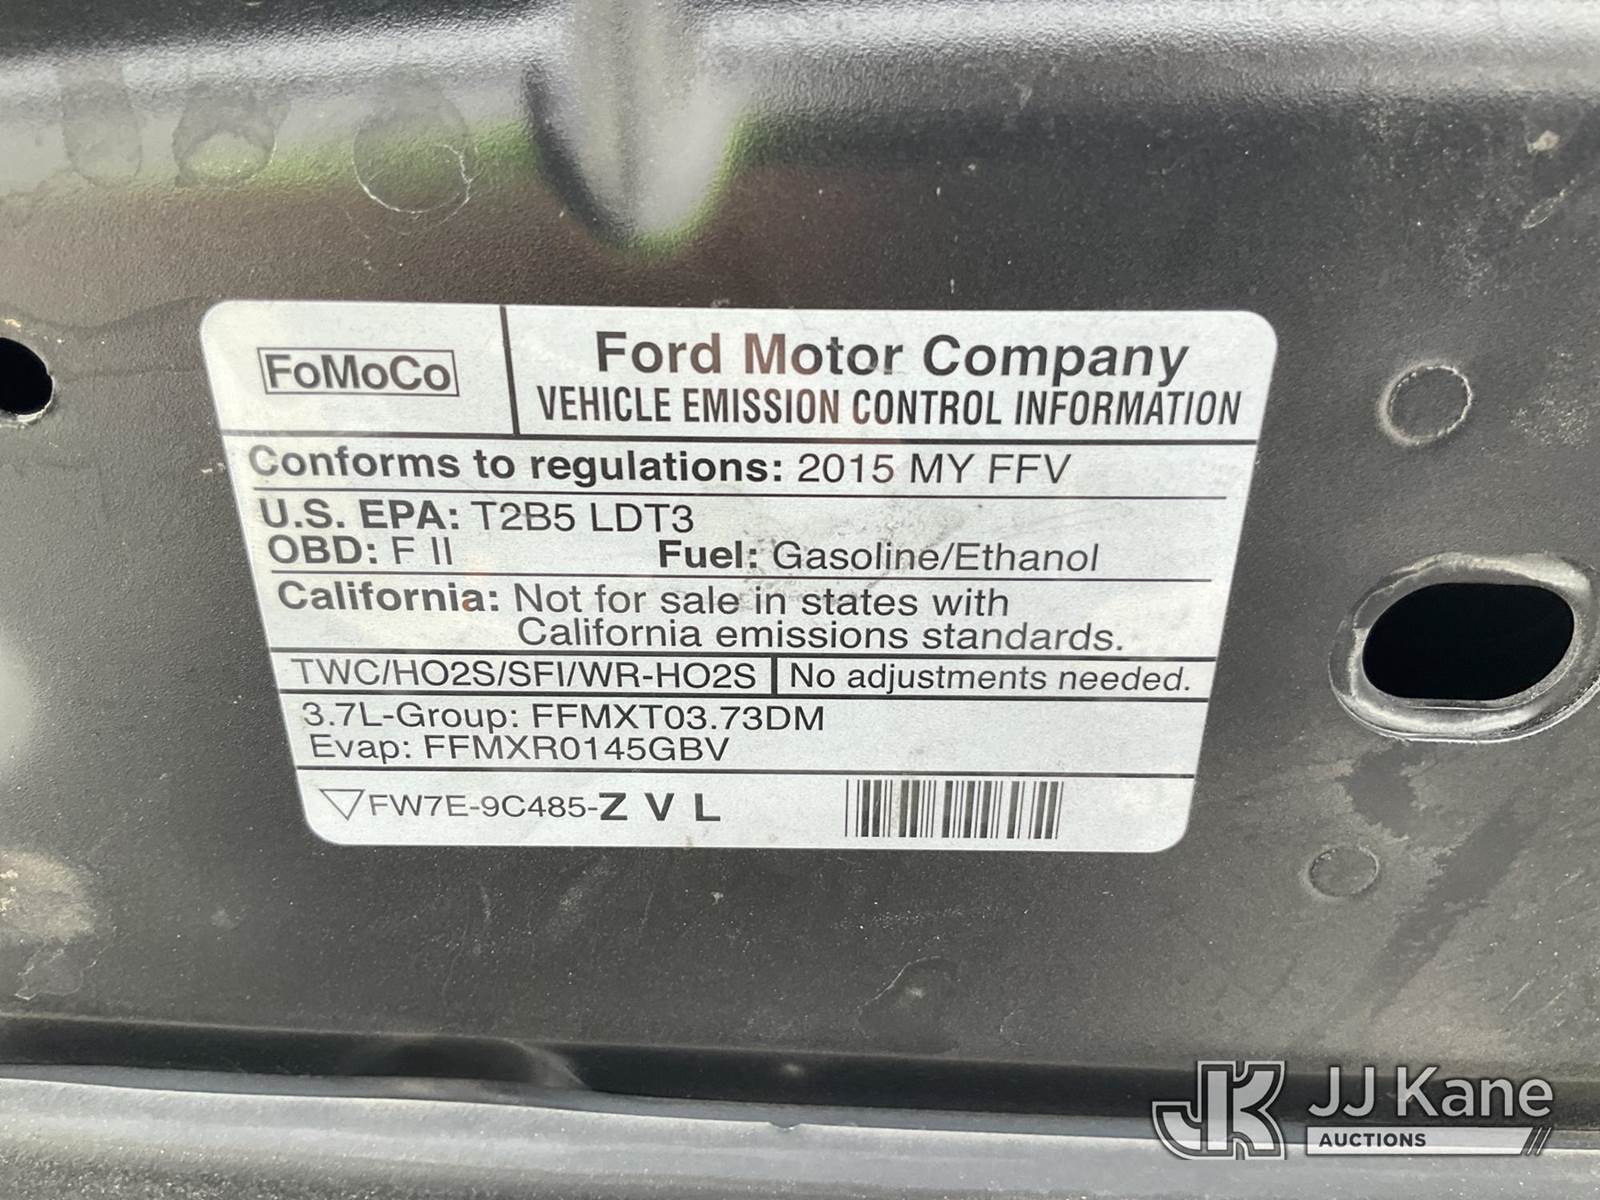 FoMoCo
Ford Motor Company
VEHICLE EMISSION CONTROL INFORMATION
Conforms to regulations: 2015 MY FFV
U.S. EPA: T2B5 LDT3
OBD: F II Fuel: Gasoline/Ethanol
California: Not for sale in states with
California emissions standards.
TWC/HO2S/SFI/WR-HO2S No adjustments needed.
3.7L-Group: FFMXT03.73DM
Evap: FFMXR0145GBV
FW7E-9C485-Z V L
JK JJ Kane
AUCTIONS